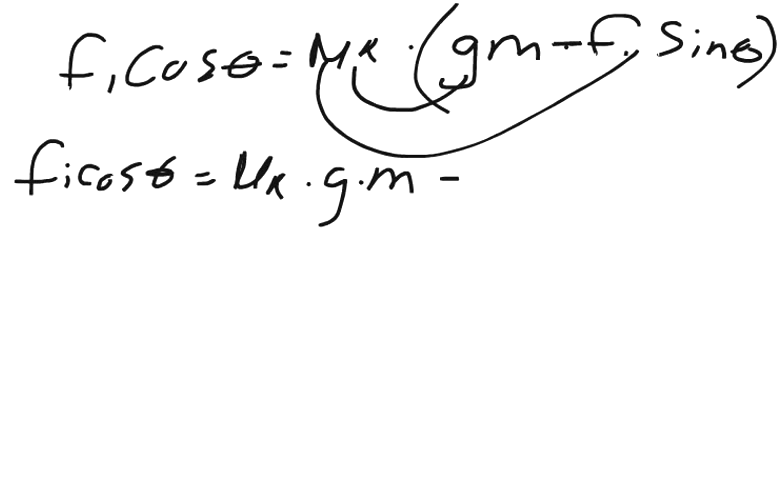 f₁cosθ = μₖ · (gm - f₁ sinθ)
f₁cosθ = μₖ · g · m -